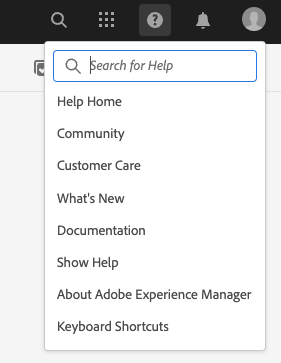 Search for Help
Help Home
Community
Customer Care
What's New
Documentation
Show Help
About Adobe Experience Manager
Keyboard Shortcuts